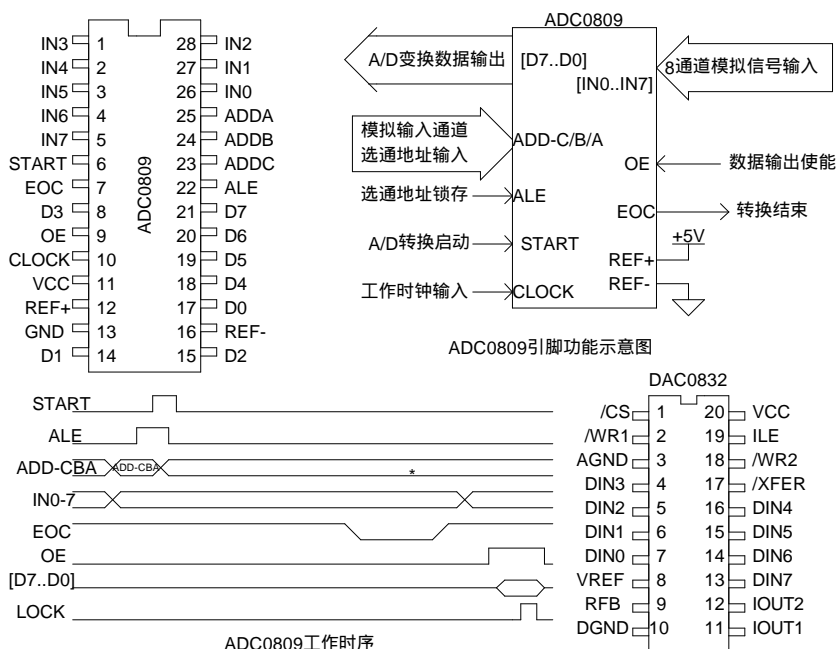 IN3 1 28 IN2
IN4 2 27 IN1
IN5 3 26 IN0
IN6 4 25 ADDA
IN7 5 24 ADDB
START 6 23 ADDC
EOC 7 22 ALE
D3 8 21 D7
OE 9 20 D6
CLOCK 10 19 D5
VCC 11 18 D4
REF+ 12 17 D0
GND 13 16 REF-
D1 14 15 D2
ADC0809
ADC0809
A/D变换数据输出 [D7..D0]
[IN0..IN7] 8通道模拟信号输入
模拟输入通道
选通地址输入
ADD-C/B/A
OE 数据输出使能
选通地址锁存 ALE
EOC 转换结束
A/D转换启动 START
+5V
REF+
工作时钟输入 CLOCK
REF-
ADC0809引脚功能示意图
START
ALE
ADD-CBA ADD-CBA *
IN0-7
EOC
OE
[D7..D0]
LOCK
ADC0809工作时序
DAC0832
/CS 1 20 VCC
/WR1 2 19 ILE
AGND 3 18 /WR2
DIN3 4 17 /XFER
DIN2 5 16 DIN4
DIN1 6 15 DIN5
DIN0 7 14 DIN6
VREF 8 13 DIN7
RFB 9 12 IOUT2
DGND 10 11 IOUT1